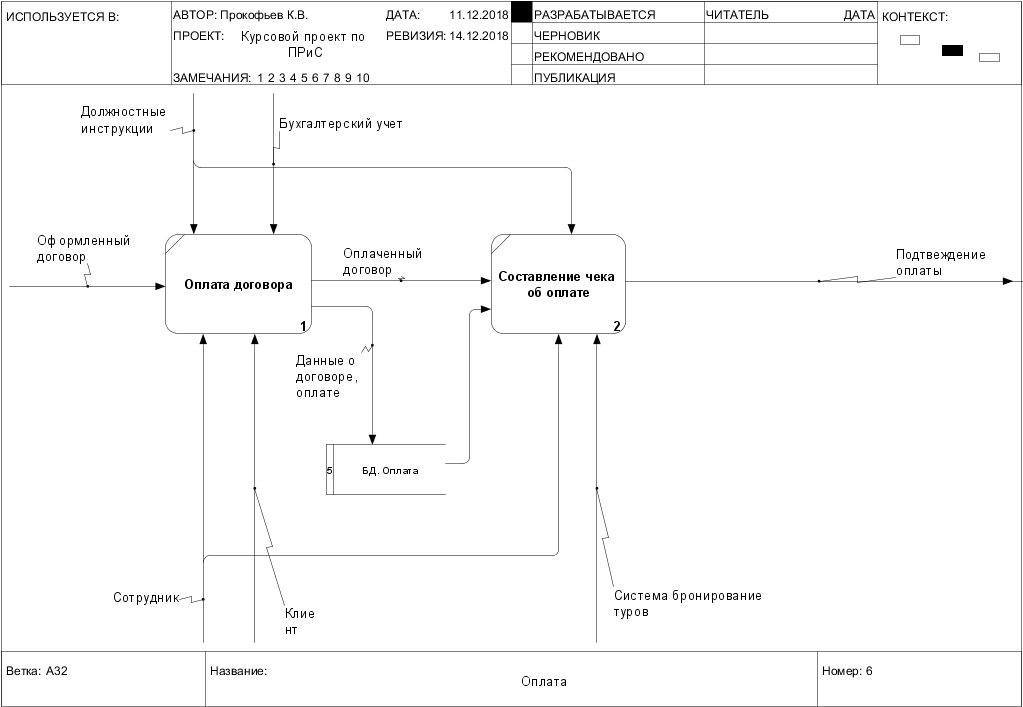 ИСПОЛЬЗУЕТСЯ В:
АВТОР: Прокофьев К.В.
ДАТА: 11.12.2018
ПРОЕКТ: Курсовой проект по
ПРиС
РЕВИЗИЯ: 14.12.2018
ЗАМЕЧАНИЯ: 1 2 3 4 5 6 7 8 9 10
РАЗРАБАТЫВАЕТСЯ
ЧЕРНОВИК
РЕКОМЕНДОВАНО
ПУБЛИКАЦИЯ
ЧИТАТЕЛЬ ДАТА
КОНТЕКСТ:
Должностные
инструкции
Бухгалтерский учет
Оформленный
договор
Оплата договора
1
Оплаченный
договор
Составление чека
об оплате
2
Подтвеждение
оплаты
Данные о
договоре,
оплате
5 БД. Оплата
Сотрудник
Клие
нт
Система бронирование
туров
Ветка: A32
Название:
Оплата
Номер: 6